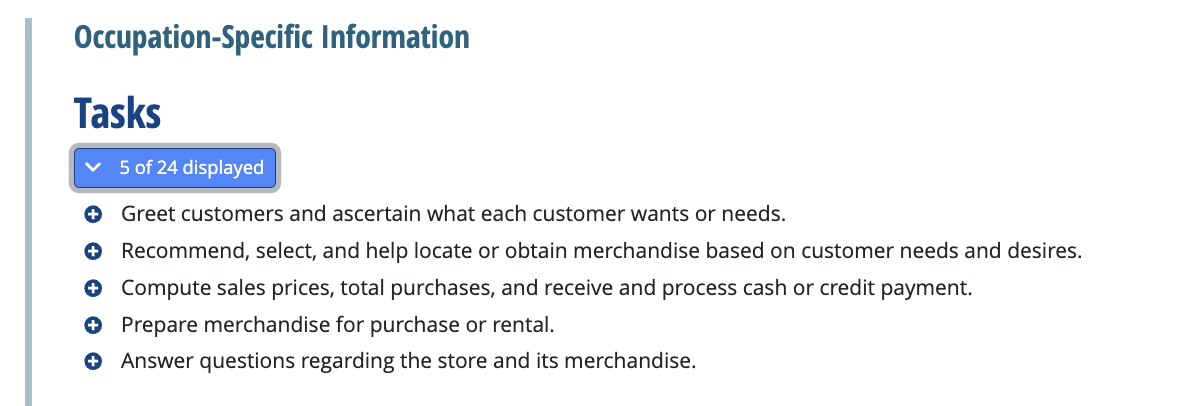 Occupation-Specific Information
Tasks
5 of 24 displayed
Greet customers and ascertain what each customer wants or needs.
Recommend, select, and help locate or obtain merchandise based on customer needs and desires.
Compute sales prices, total purchases, and receive and process cash or credit payment.
Prepare merchandise for purchase or rental.
Answer questions regarding the store and its merchandise.